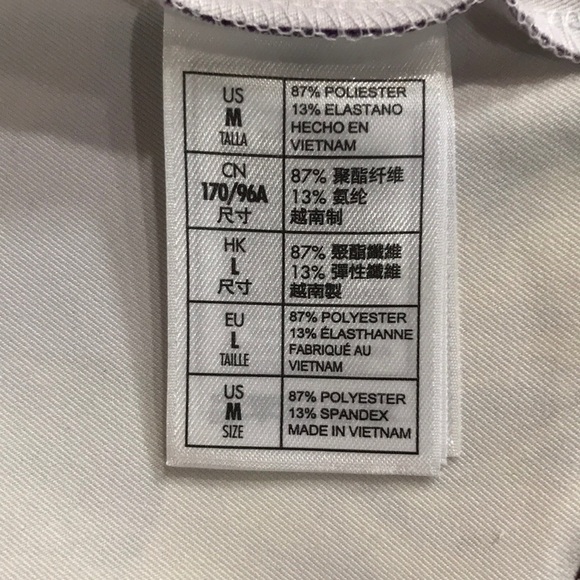 US
M
TALLA
87% POLIESTER
13% ELASTANO
HECHO EN
VIETNAM
CN
170/96A
尺寸
87% 聚酯纤维
13% 氨纶
越南制
HK
L
尺寸
87% 聚酯纖維
13% 彈性纖維
越南製
EU
L
TAILLE
87% POLYESTER
13% ÉLASTHANNE
FABRIQUÉ AU
VIETNAM
US
M
SIZE
87% POLYESTER
13% SPANDEX
MADE IN VIETNAM